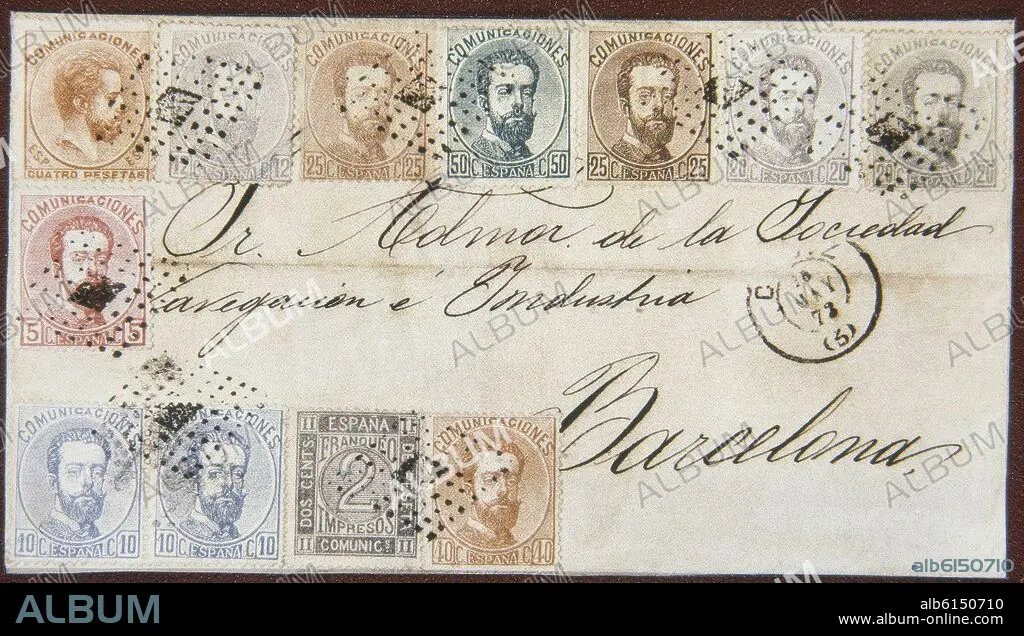 COMUNICACIONES
ESP ES
CUATRO PESETAS
COMUNICACIONES
12 C. ESPAÑA C 12
COMUNICACIONES
25 C. ESPAÑA C 25
COMUNICACIONES
50 C. ESPAÑA C 50
COMUNICACIONES
25 C. ESPAÑA C 25
COMUNICACIONES
20 C. ESPAÑA C 20
COMUNICACIONES
20 C. ESPAÑA C 20
Sr. Admor. de la Sociedad
Navegacion é Industria
Barcelona
MAY
73
(5)
COMUNICACIONES
5 C. ESPAÑA C 5
COMUNICACIONES
10 C. ESPAÑA C 10
COMUNICACIONES
10 C. ESPAÑA C 10
ESPAÑA
FRANQUEO
DOS CENTS
2
IMPRESOS
COMUNICS
COMUNICACIONES
40 C. ESPAÑA C 40
ALBUM
alb6150710
ALBUM
alb6150710
www.album-online.com